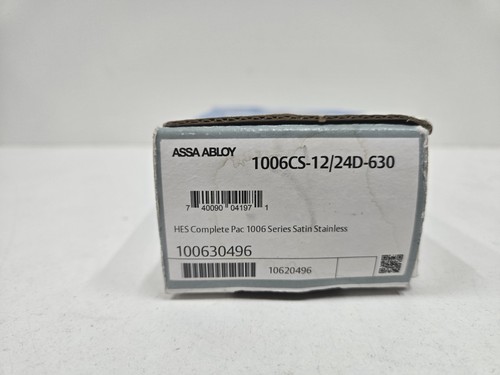 ASSA ABLOY
1006CS-12/24D-630
7 40090 04197 1
HES Complete Pac 1006 Series Satin Stainless
100630496
10620496